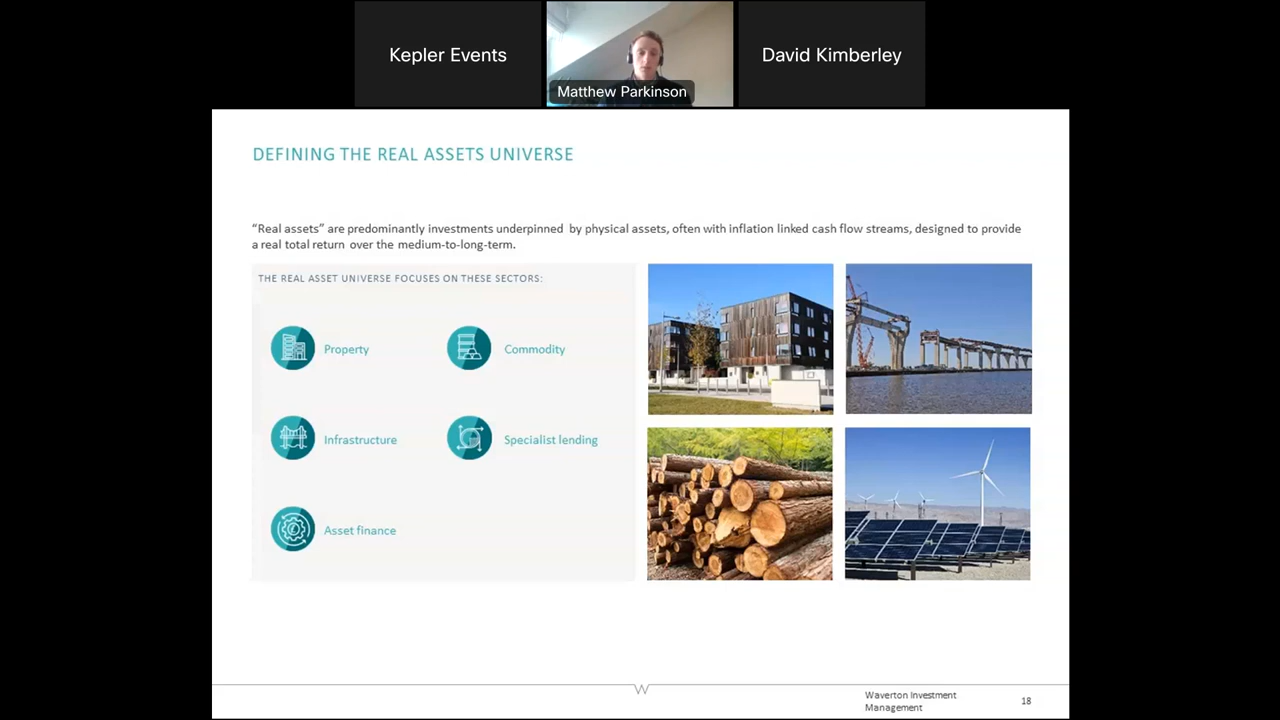 Kepler Events
Matthew Parkinson
David Kimberley
DEFINING THE REAL ASSETS UNIVERSE
“Real assets” are predominantly investments underpinned by physical assets, often with inflation linked cash flow streams, designed to provide
a real total return over the medium-to-long-term.
THE REAL ASSET UNIVERSE FOCUSES ON THESE SECTORS:
Property
Commodity
Infrastructure
Specialist lending
Asset finance
Waverton Investment
Management
18